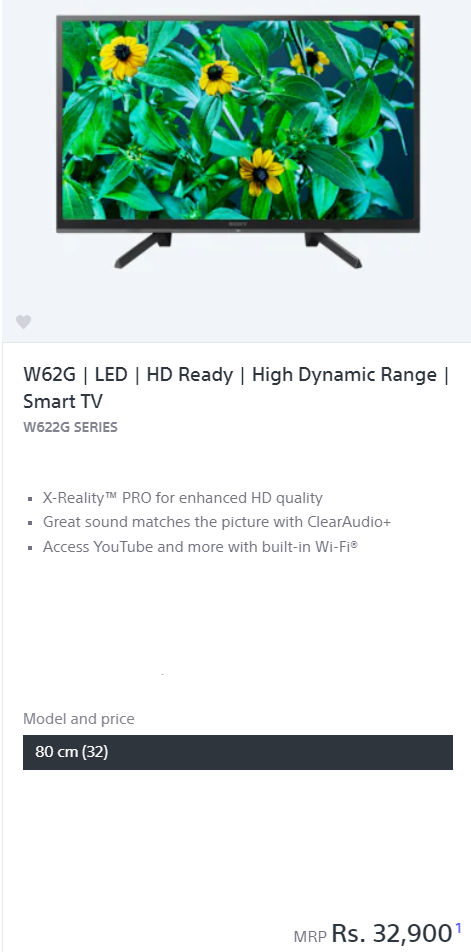 SONY
W62G | LED | HD Ready | High Dynamic Range |
Smart TV
W622G SERIES
▪ X-Reality™ PRO for enhanced HD quality
▪ Great sound matches the picture with ClearAudio+
▪ Access YouTube and more with built-in Wi-Fi®
Model and price
80 cm (32)
MRP Rs. 32,900¹